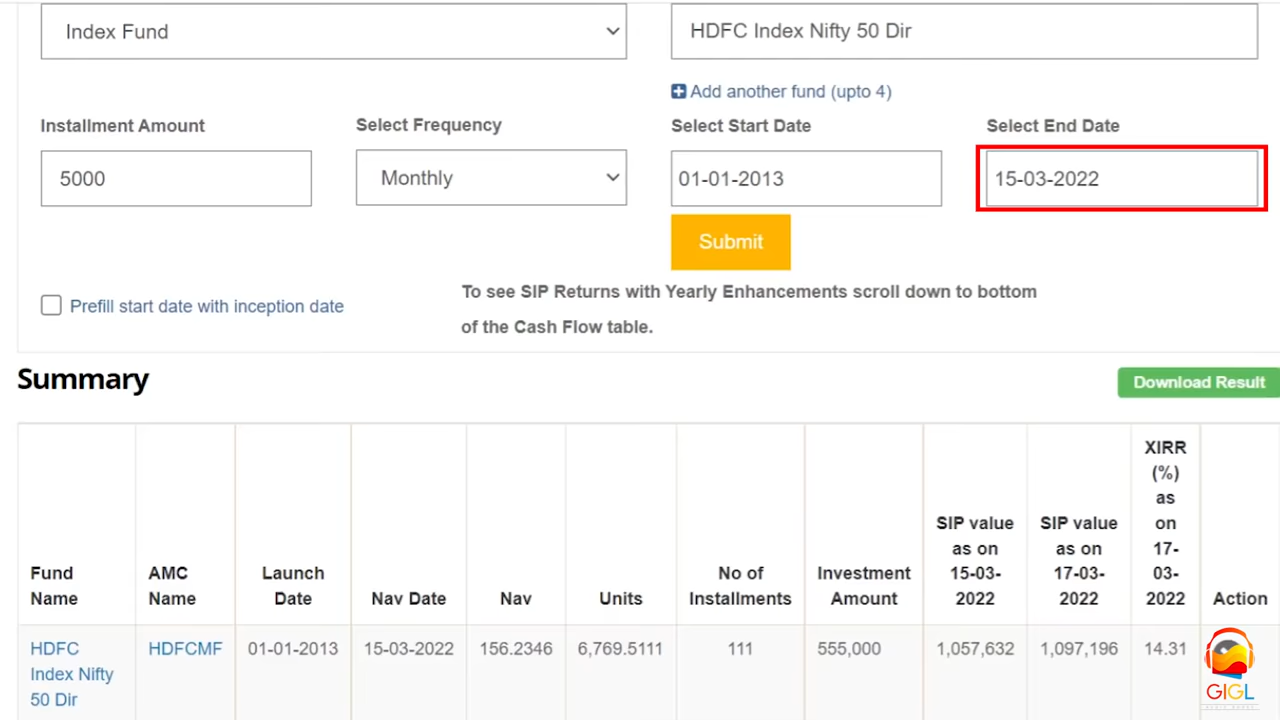 Index Fund
HDFC Index Nifty 50 Dir
Add another fund (upto 4)
Installment Amount
Select Frequency
Select Start Date
Select End Date
5000
Monthly
01-01-2013
15-03-2022
Submit
Prefill start date with inception date
To see SIP Returns with Yearly Enhancements scroll down to bottom
of the Cash Flow table.
Summary
Download Result
Fund
Name
AMC
Name
Launch
Date
Nav Date
Nav
Units
No of
Installments
Investment
Amount
SIP value
as on
15-03-
2022
SIP value
as on
17-03-
2022
XIRR
(%)
as
on
17-
03-
2022
Action
HDFC
Index Nifty
50 Dir
HDFCMF
01-01-2013
15-03-2022
156.2346
6,769.5111
111
555,000
1,057,632
1,097,196
14.31
GIGL